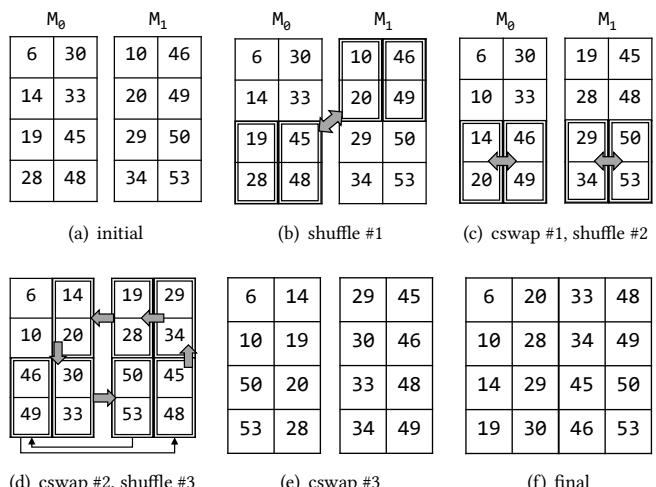 M0 M1 M0 M1 M0 M1
6 30 10 46 6 30 10 46 6 30 19 45
14 33 20 49 14 33 20 49 10 33 28 48
19 45 29 50 19 45 29 50 14 46 29 50
28 48 34 53 28 48 34 53 20 49 34 53
(a) initial (b) shuffle #1 (c) cswap #1, shuffle #2
6 14 19 29 6 14 29 45 6 20 33 48
10 20 28 34 10 19 30 46 10 28 34 49
46 30 50 45 50 20 33 48 14 29 45 50
49 33 53 48 53 28 34 49 19 30 46 53
(d) cswap #2, shuffle #3 (e) cswap #3 (f) final